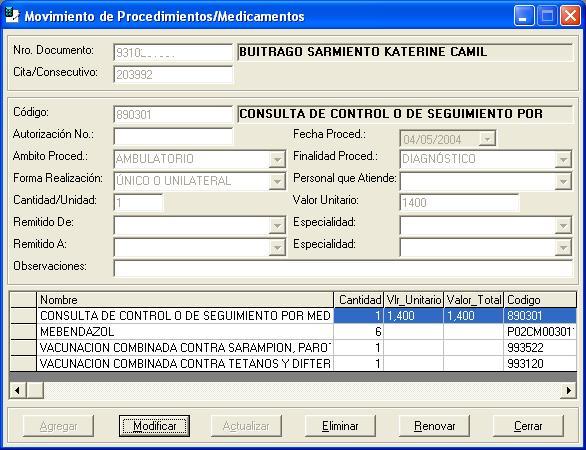 Movimiento de Procedimientos/Medicamentos
Nro. Documento: BUITRAGO SARMIENTO KATERINE CAMIL
Cita/Consecutivo: 203992
Código: 890301 CONSULTA DE CONTROL O DE SEGUIMIENTO POR
Autorización No.: Fecha Proced.: 04/05/2004
Ambito Proced.: AMBULATORIO Finalidad Proced.: DIAGNÓSTICO
Forma Realización: ÚNICO O UNILATERAL Personal que Atiende:
Cantidad/Unidad: 1 Valor Unitario: 1400
Remitido De: Especialidad:
Remitido A: Especialidad:
Observaciones:
Nombre Cantidad Vlr_Unitario Valor_Total Codigo
CONSULTA DE CONTROL O DE SEGUIMIENTO POR MED 1 1,400 1,400 890301
MEBENDAZOL 6 P02CM003011
VACUNACION COMBINADA CONTRA SARAMPION, PAROT 1 993522
VACUNACION COMBINADA CONTRA TETANOS Y DIFTER 1 993120
Agregar Modificar Actualizar Eliminar Renovar Cerrar